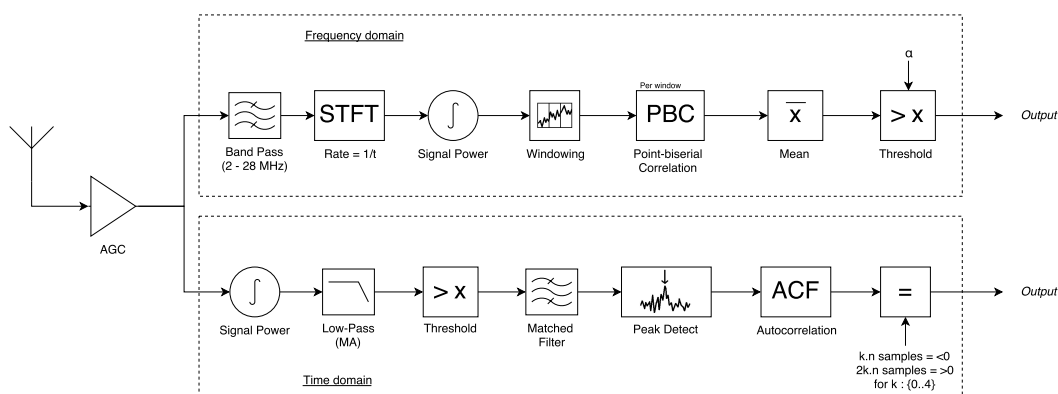 Frequency domain
α
Per window
STFT
∫
PBC
x
> x
Output
Band Pass
(2 - 28 MHz)
Rate = 1/t
Signal Power
Windowing
Point-biserial
Correlation
Mean
Threshold
AGC
∫
> x
ACF
=
Output
Signal Power
Low-Pass
(MA)
Threshold
Matched
Filter
Peak Detect
Autocorrelation
k.n samples = <0
2k.n samples = >0
for k : {0..4}
Time domain